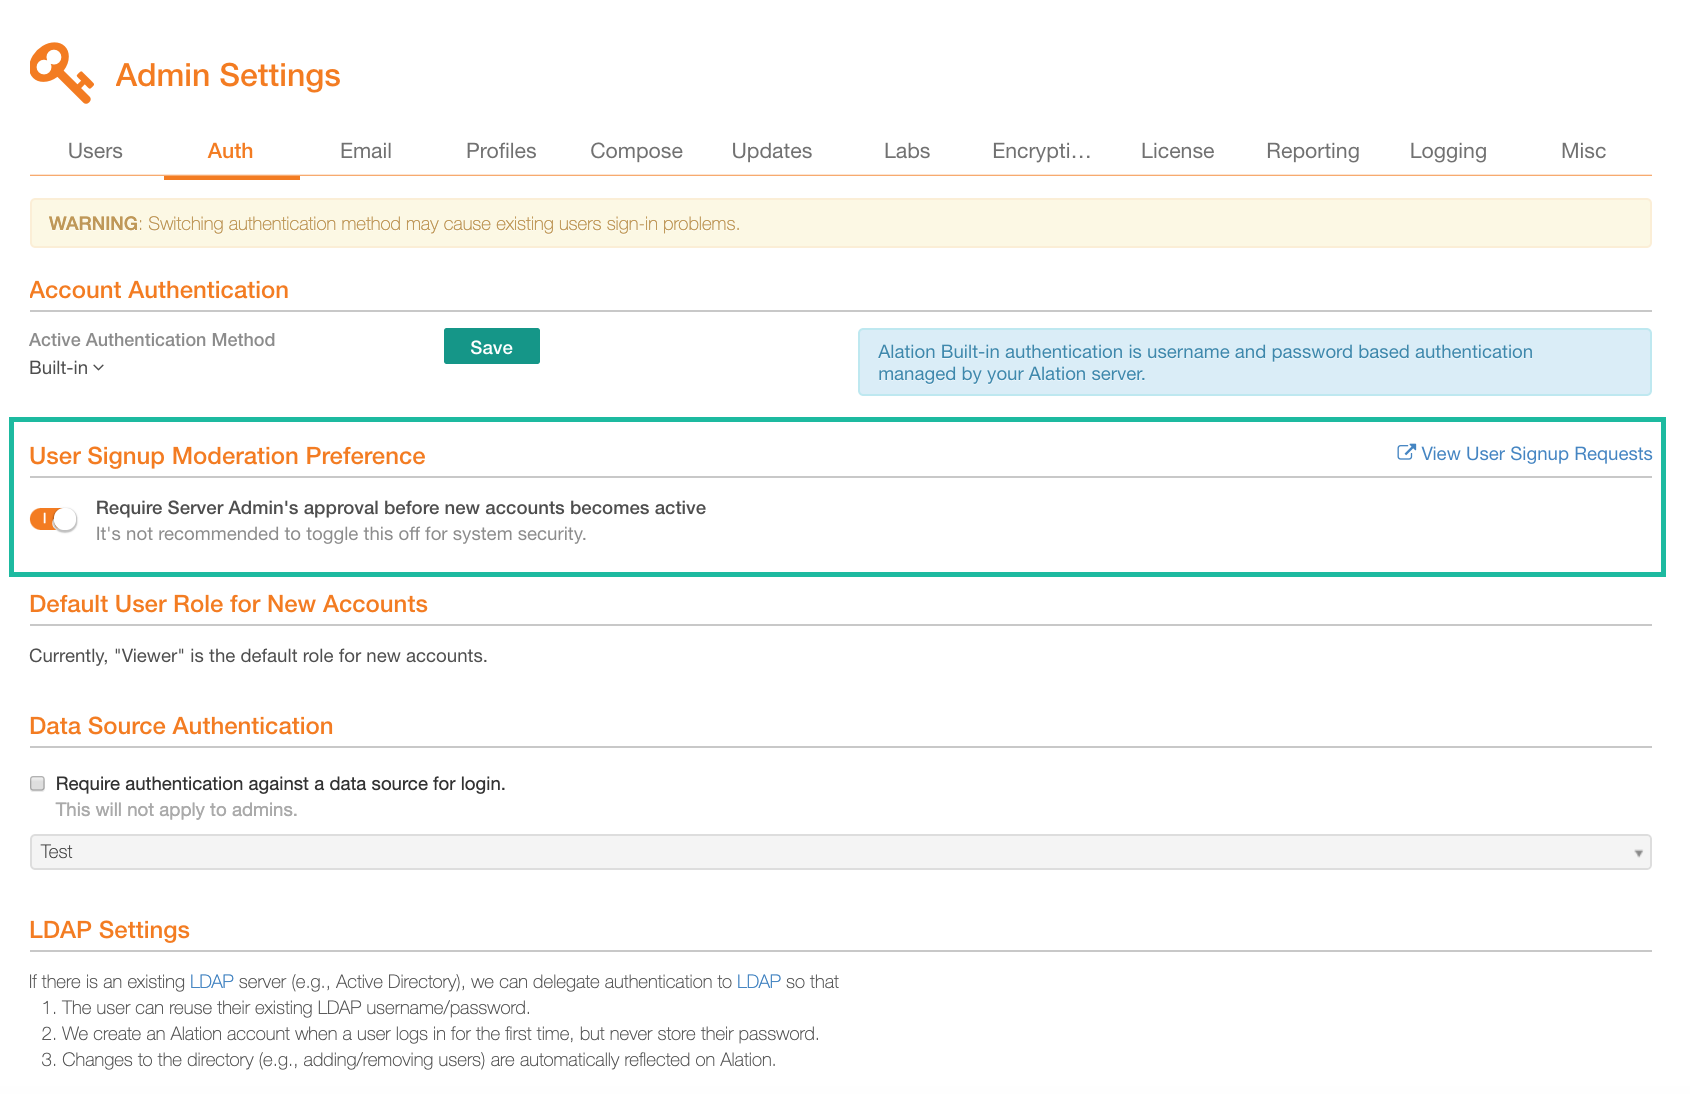 Admin Settings
Users Auth Email Profiles Compose Updates Labs Encrypti... License Reporting Logging Misc
WARNING: Switching authentication method may cause existing users sign-in problems.
Account Authentication
Active Authentication Method
Built-in
Save
Alation Built-in authentication is username and password based authentication
managed by your Alation server.
User Signup Moderation Preference
View User Signup Requests
Require Server Admin's approval before new accounts becomes active
It's not recommended to toggle this off for system security.
Default User Role for New Accounts
Currently, "Viewer" is the default role for new accounts.
Data Source Authentication
Require authentication against a data source for login.
This will not apply to admins.
Test
LDAP Settings
If there is an existing LDAP server (e.g., Active Directory), we can delegate authentication to LDAP so that
1. The user can reuse their existing LDAP username/password.
2. We create an Alation account when a user logs in for the first time, but never store their password.
3. Changes to the directory (e.g., adding/removing users) are automatically reflected on Alation.